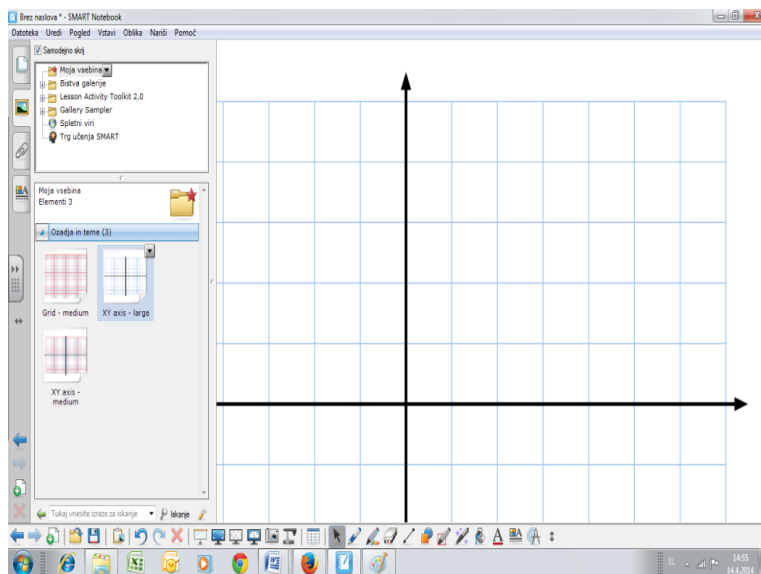 Brez naslova * - SMART Notebook
Datoteka Uredi Pogled Vstavi Oblika Nariši Pomoč
Samodejno skrij
Moja vsebina
Bistva galerije
Lesson Activity Toolkit 2.0
Gallery Sampler
Spletni viri
Trg učenja SMART
Moja vsebina
Elementi 3
Ozadja in teme (3)
Grid - medium
XY axis - large
XY axis -
medium
Tukaj vnesite izraze za iskanje
Iskanje
SL
14:55
14.4.2014